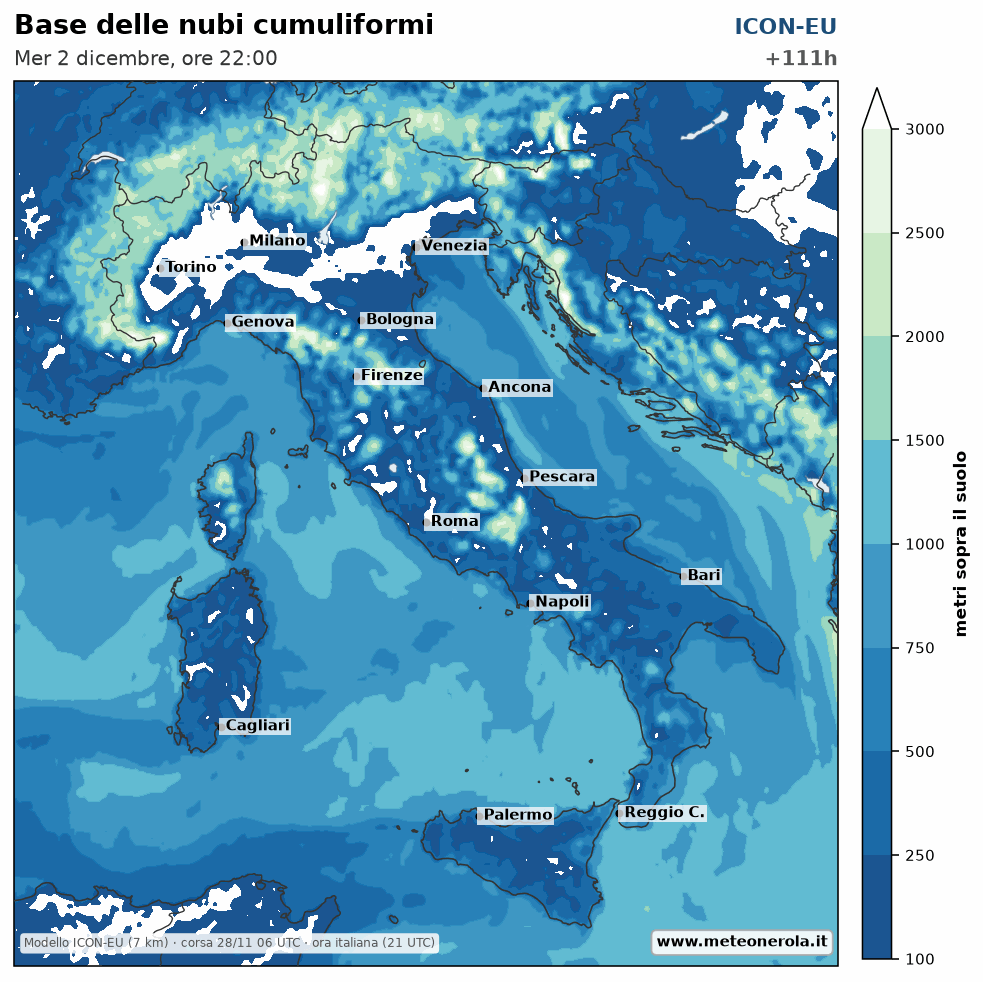 Base delle nubi cumuliformi
ICON-EU
Mer 2 dicembre, ore 22:00
+111h
Milano
Venezia
Torino
Genova
Bologna
Firenze
Ancona
Pescara
Roma
Bari
Napoli
Cagliari
Palermo
Reggio C.
3000
2500
2000
1500
1000
750
500
250
100
metri sopra il suolo
Modello ICON-EU (7 km) · corsa 28/11 06 UTC · ora italiana (21 UTC)
www.meteonerola.it